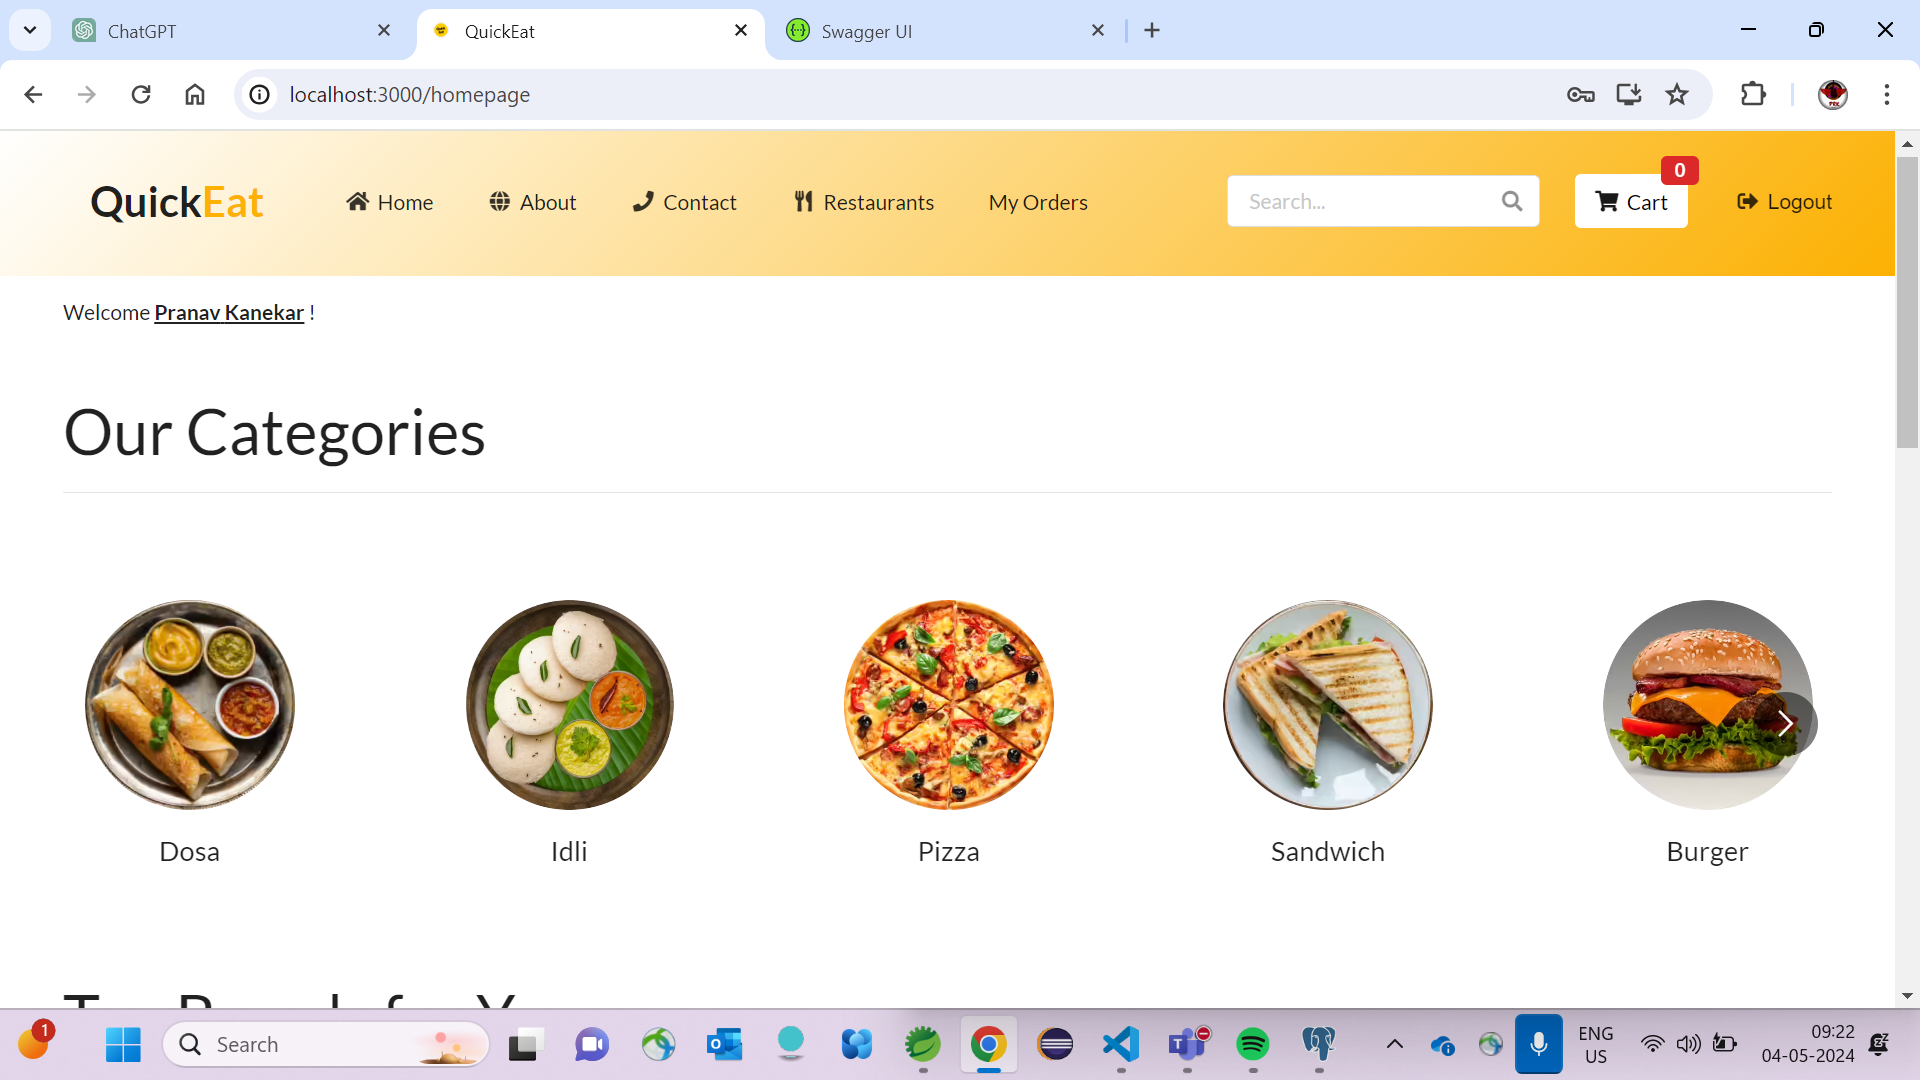 ChatGPT
QuickEat
Swagger UI
localhost:3000/homepage
QuickEat
Home
About
Contact
Restaurants
My Orders
Search...
Cart
0
Logout
Welcome Pranav Kanekar !
Our Categories
Dosa
Idli
Pizza
Sandwich
Burger
1
Search
ENG
US
09:22
04-05-2024